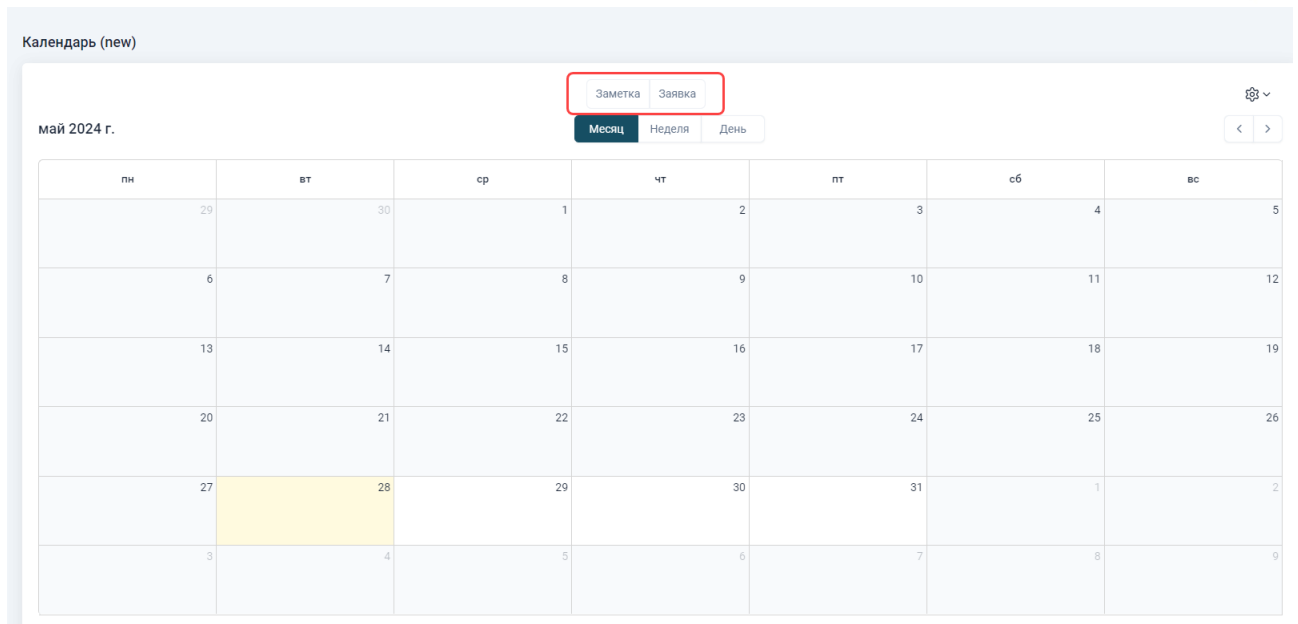 Календарь (new)
Заметка Заявка
май 2024 г. Месяц Неделя День
пн вт ср чт пт сб вс
29 30 1 2 3 4 5
6 7 8 9 10 11 12
13 14 15 16 17 18 19
20 21 22 23 24 25 26
27 28 29 30 31 1 2
3 4 5 6 7 8 9